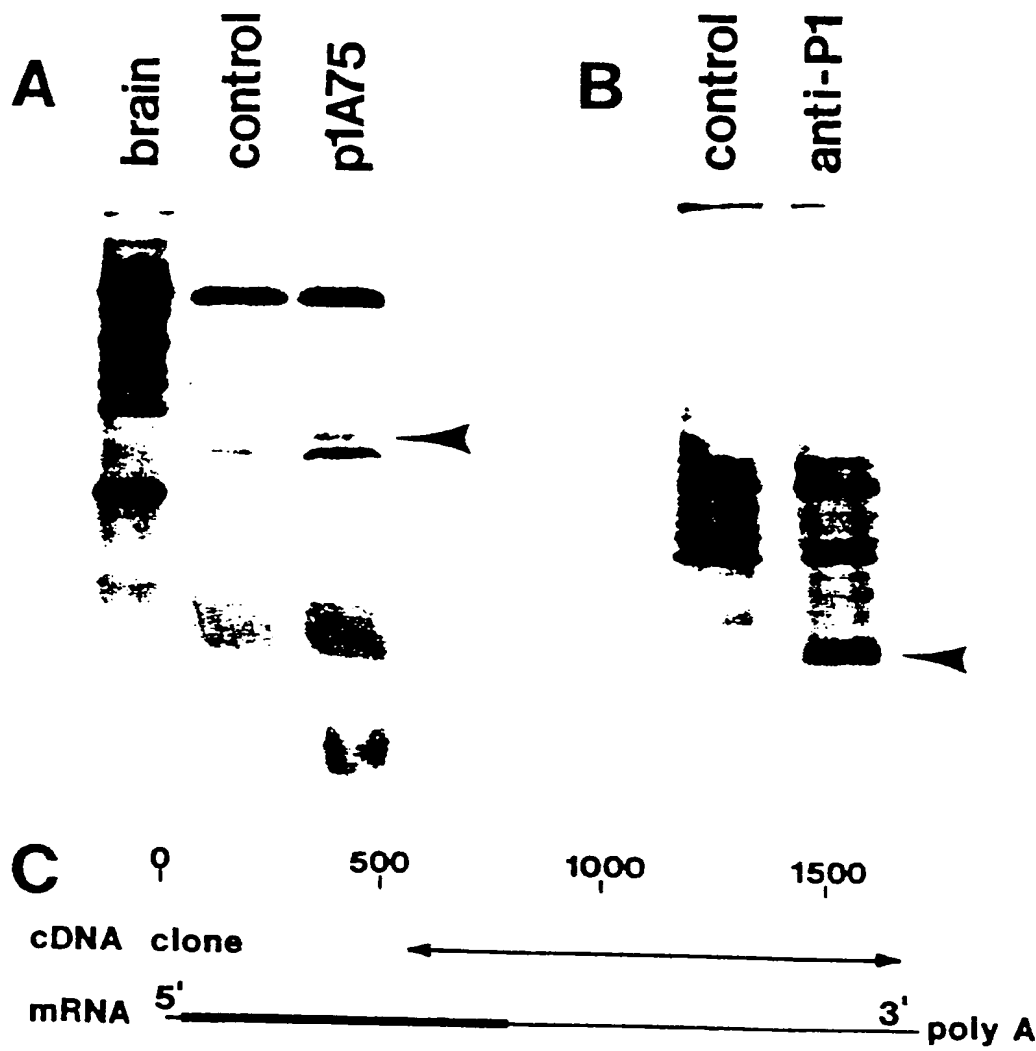 A
brain
control
p1A75
B
control
anti-P1
C
0 500 1000 1500
cDNA clone
mRNA 5' 3' poly A